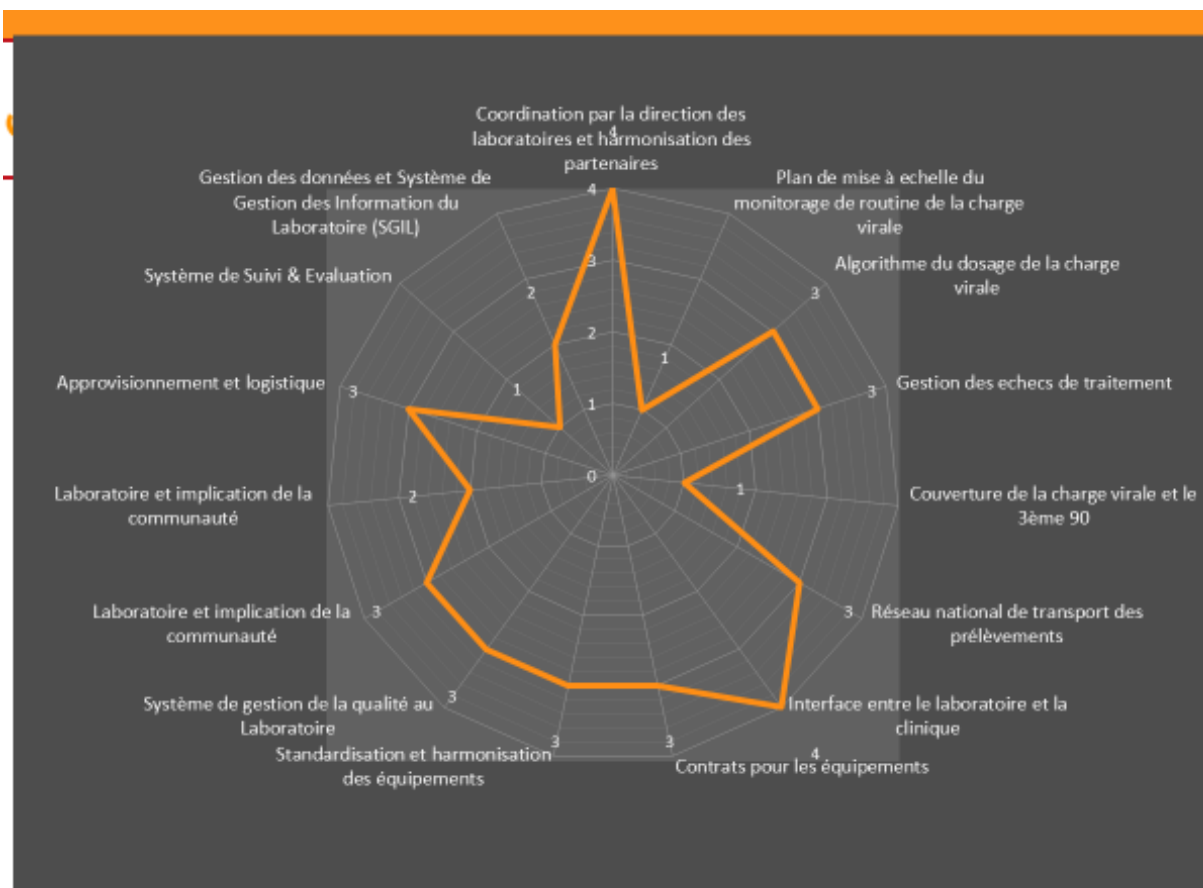 Coordination par la direction des
laboratoires et harmonisation des
partenaires
4
Plan de mise à echelle du
monitorage de routine de la charge
virale
1
Algorithme du dosage de la charge
virale
3
Gestion des echecs de traitement
3
Couverture de la charge virale et le
3ème 90
1
Réseau national de transport des
prélèvements
3
Interface entre le laboratoire et la
clinique
4
Contrats pour les équipements
3
Standardisation et harmonisation
des équipements
3
Système de gestion de la qualité au
Laboratoire
3
Laboratoire et implication de la
communauté
3
Laboratoire et implication de la
communauté
2
Approvisionnement et logistique
3
Système de Suivi & Evaluation
1
Gestion des données et Système de
Gestion des Information du
Laboratoire (SGIL)
2
4
3
2
1
0